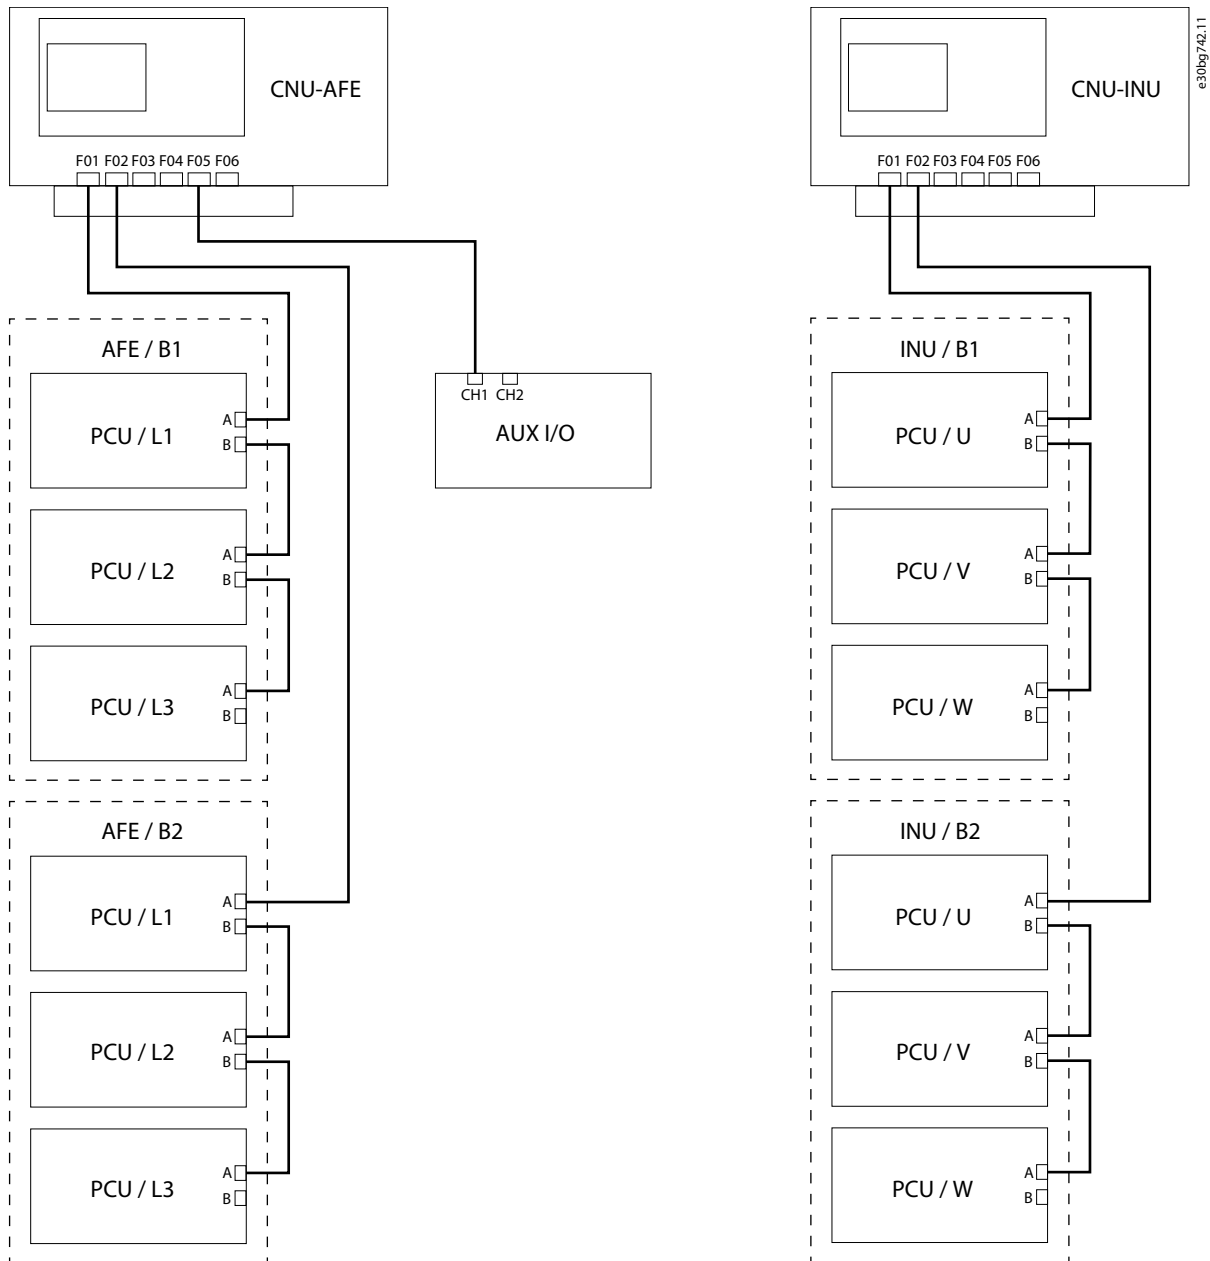 CNU-AFE
F01 F02 F03 F04 F05 F06
AFE / B1
PCU / L1
A
B
PCU / L2
A
B
PCU / L3
A
B
AFE / B2
PCU / L1
A
B
PCU / L2
A
B
PCU / L3
A
B
CH1 CH2
AUX I/O
CNU-INU
F01 F02 F03 F04 F05 F06
INU / B1
PCU / U
A
B
PCU / V
A
B
PCU / W
A
B
INU / B2
PCU / U
A
B
PCU / V
A
B
PCU / W
A
B
e30bg742.11